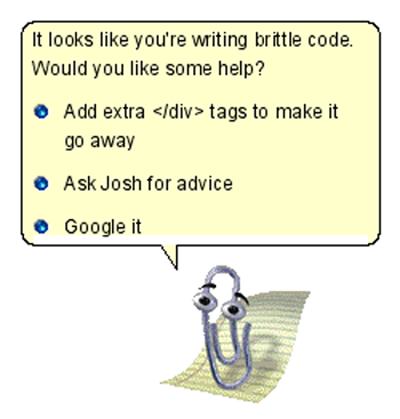 It looks like you're writing brittle code.
Would you like some help?
Add extra </div> tags to make it
go away
Ask Josh for advice
Google it